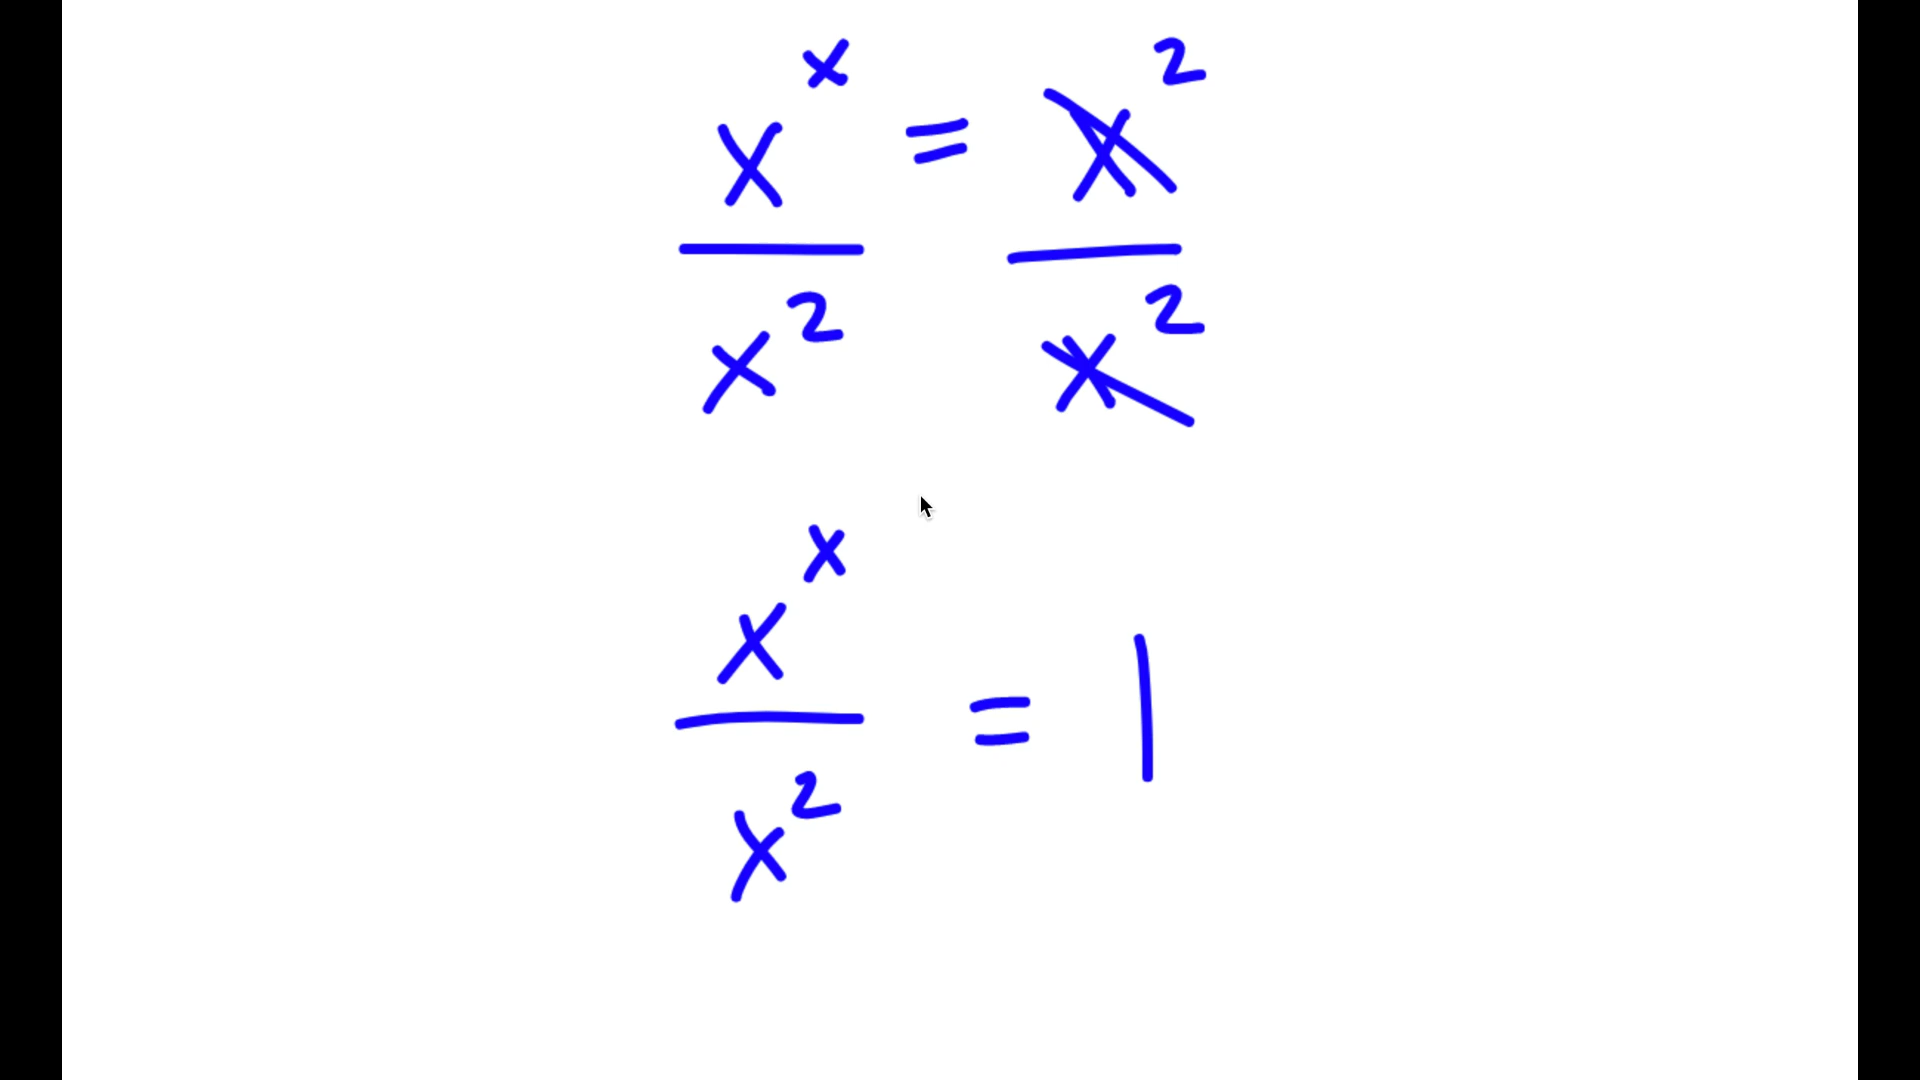 x^x = x^2
x^2 x^2
x^x
= 1
x^2